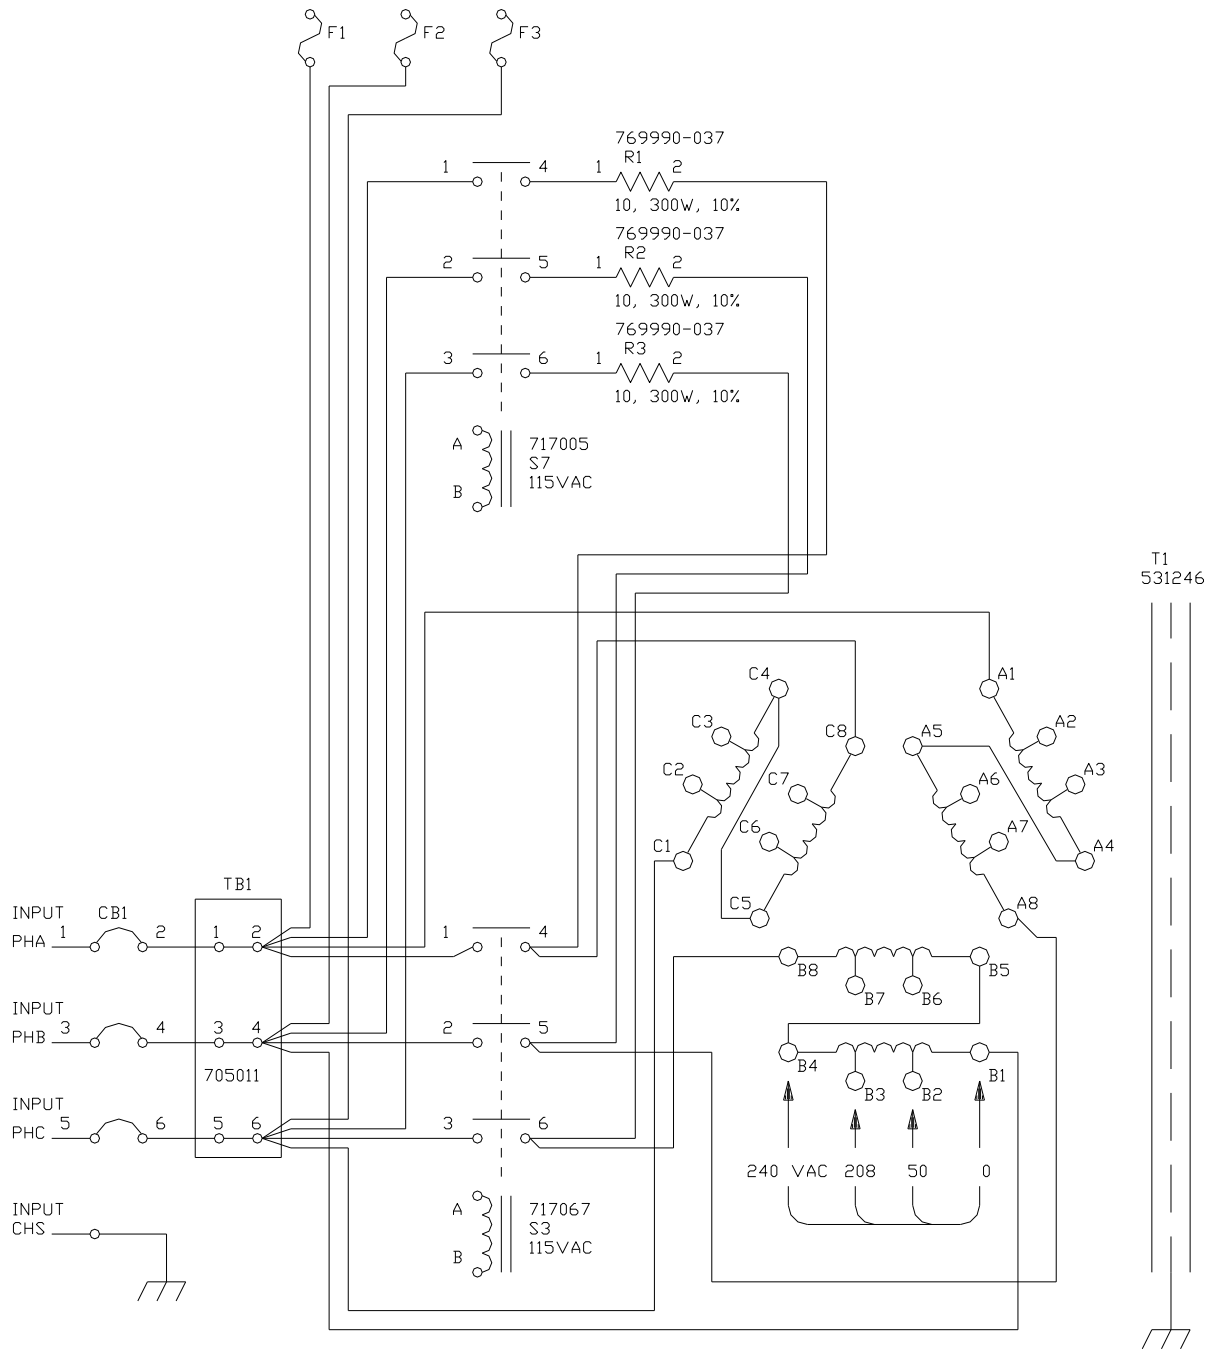 F1 F2 F3
769990-037
1 4 1 R1 2
10, 300W, 10%
769990-037
2 5 1 R2 2
10, 300W, 10%
769990-037
3 6 1 R3 2
10, 300W, 10%
A 717005
S7
B 115VAC
T1
531246
C4 A1
C3 C8 A5 A2
C2 C7 A6 A3
C6 A7
C1 A4
TB1
C5 A8
INPUT CB1
PHA 1 2 1 2 1 4
B8 B5
B7 B6
INPUT
PHB 3 4 3 4 2 5
B4 B1
705011
B3 B2
INPUT
PHC 5 6 5 6 3 6
240 VAC 208 50 0
INPUT
CHS
A 717067
S3
B 115VAC